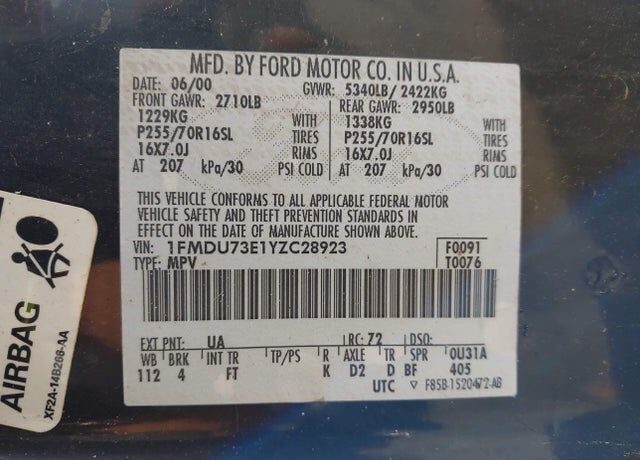 MFD. BY FORD MOTOR CO. IN U.S.A.
DATE: 06/00 GVWR: 5340LB/ 2422KG
FRONT GAWR: 2710LB REAR GAWR: 2950LB
1229KG WITH 1338KG WITH
P255/70R16SL TIRES P255/70R16SL TIRES
16X7.0J RIMS 16X7.0J RIMS
AT 207 kPa/30 PSI COLD AT 207 kPa/30 PSI COLD
THIS VEHICLE CONFORMS TO ALL APPLICABLE FEDERAL MOTOR
VEHICLE SAFETY AND THEFT PREVENTION STANDARDS IN
EFFECT ON THE DATE OF MANUFACTURE SHOWN ABOVE.
VIN: 1FMDU73E1YZC28923 F0091
TYPE: MPV T0076
EXT PNT: UA RC: 72 DSO:
WB BRK INT TR TP/PS R AXLE TR SPR 0U31A
112 4 FT K D2 D BF 405
UTC ▽ F85B-1520472-AB
AIRBAG
XF2A-14B268-AA